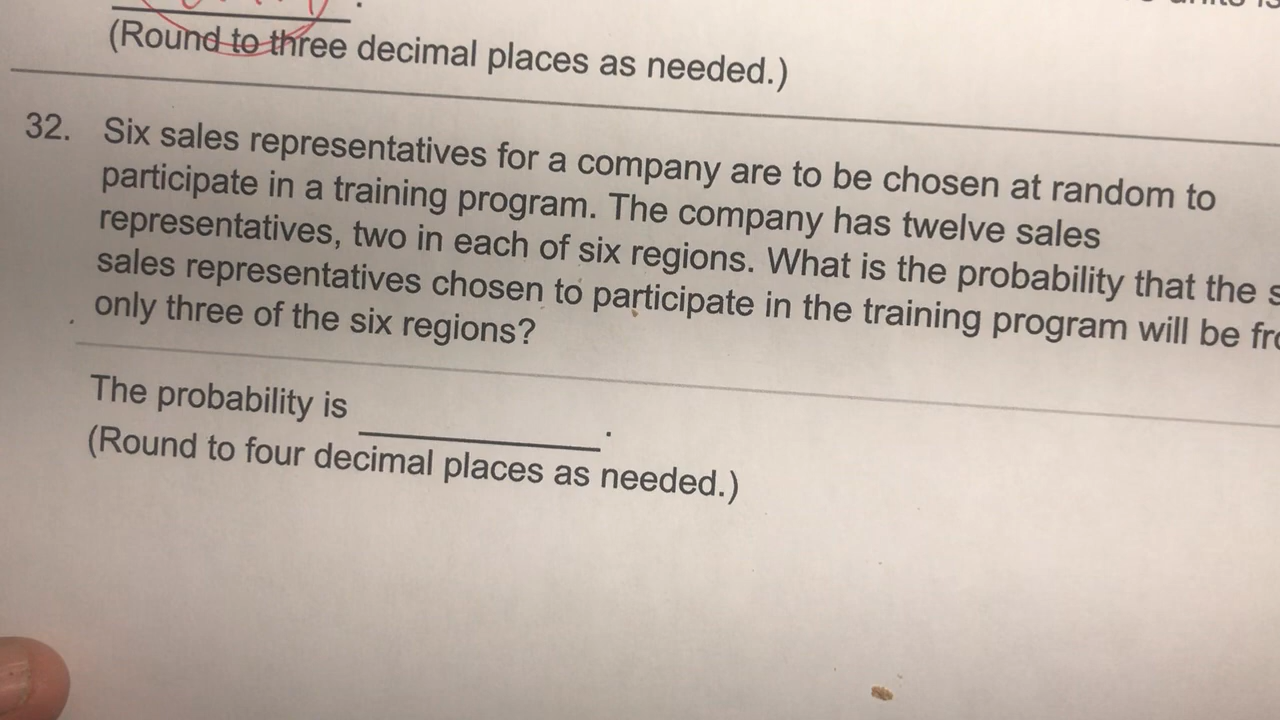 (Round to three decimal places as needed.)
32. Six sales representatives for a company are to be chosen at random to
participate in a training program. The company has twelve sales
representatives, two in each of six regions. What is the probability that the
sales representatives chosen to participate in the training program will be
only three of the six regions?
The probability is
(Round to four decimal places as needed.)